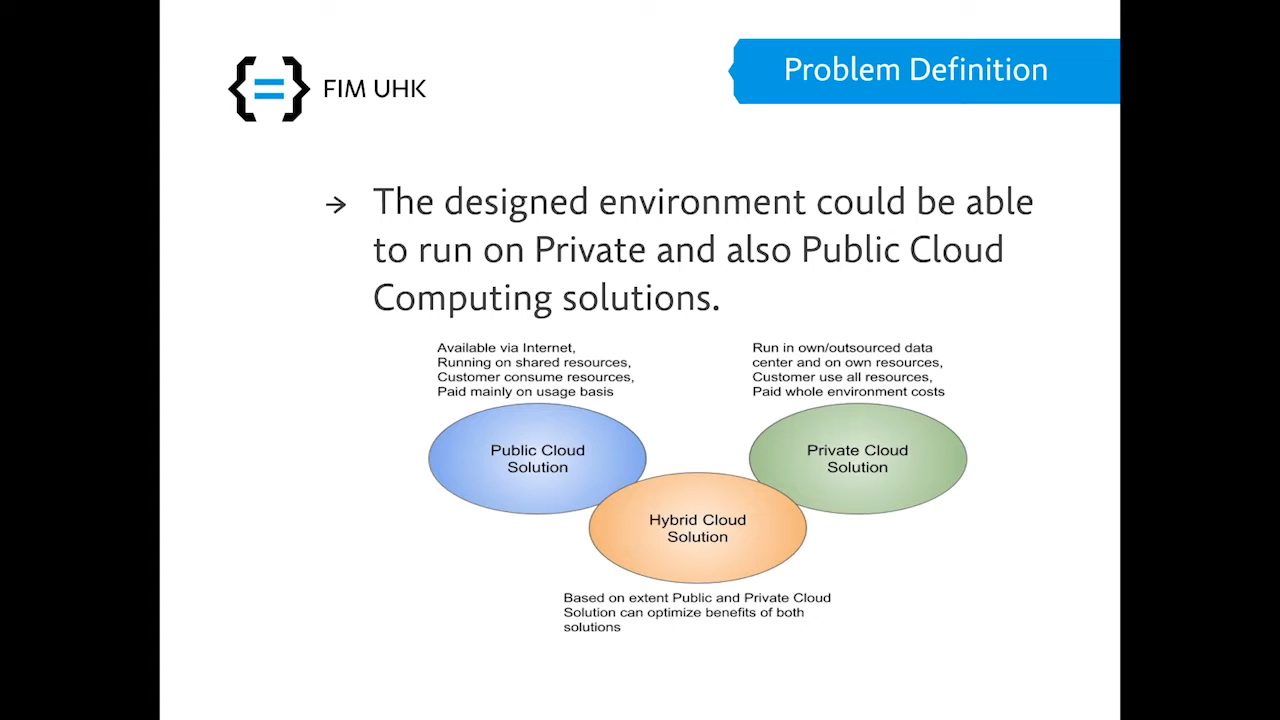 FIM UHK
Problem Definition
→ The designed environment could be able
to run on Private and also Public Cloud
Computing solutions.
Available via Internet,
Running on shared resources,
Customer consume resources,
Paid mainly on usage basis
Run in own/outsourced data
center and on own resources,
Customer use all resources,
Paid whole environment costs
Public Cloud
Solution
Private Cloud
Solution
Hybrid Cloud
Solution
Based on extent Public and Private Cloud
Solution can optimize benefits of both
solutions